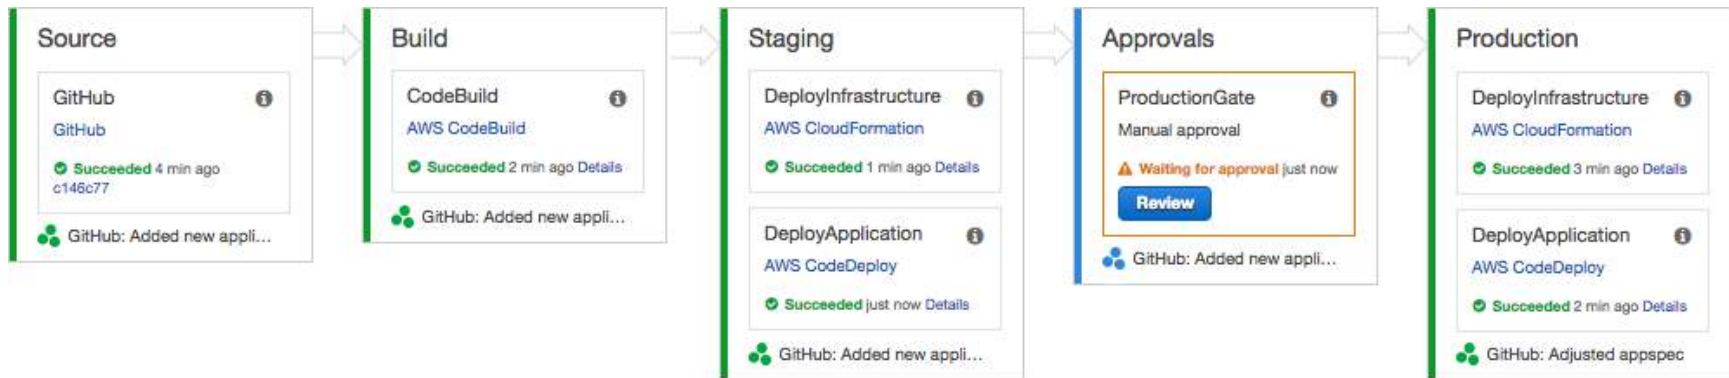 Source
GitHub
GitHub
Succeeded 4 min ago
c146c77
GitHub: Added new appli...
Build
CodeBuild
AWS CodeBuild
Succeeded 2 min ago Details
GitHub: Added new appli...
Staging
DeployInfrastructure
AWS CloudFormation
Succeeded 1 min ago Details
DeployApplication
AWS CodeDeploy
Succeeded just now Details
GitHub: Added new appli...
Approvals
ProductionGate
Manual approval
Waiting for approval just now
Review
GitHub: Added new appli...
Production
DeployInfrastructure
AWS CloudFormation
Succeeded 3 min ago Details
DeployApplication
AWS CodeDeploy
Succeeded 2 min ago Details
GitHub: Adjusted appspec